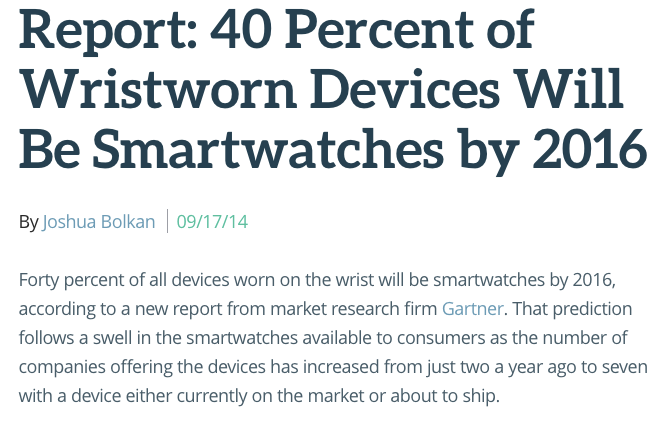 Report: 40 Percent of
Wristworn Devices Will
Be Smartwatches by 2016
By Joshua Bolkan | 09/17/14
Forty percent of all devices worn on the wrist will be smartwatches by 2016,
according to a new report from market research firm Gartner. That prediction
follows a swell in the smartwatches available to consumers as the number of
companies offering the devices has increased from just two a year ago to seven
with a device either currently on the market or about to ship.